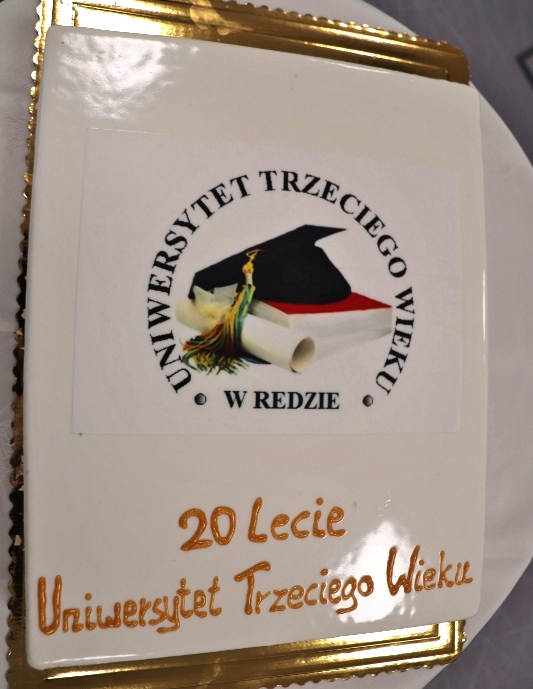 UNIWERSYTET TRZECIEGO WIEKU
W REDZIE
20 Lecie
Uniwersytet Trzeciego Wieku